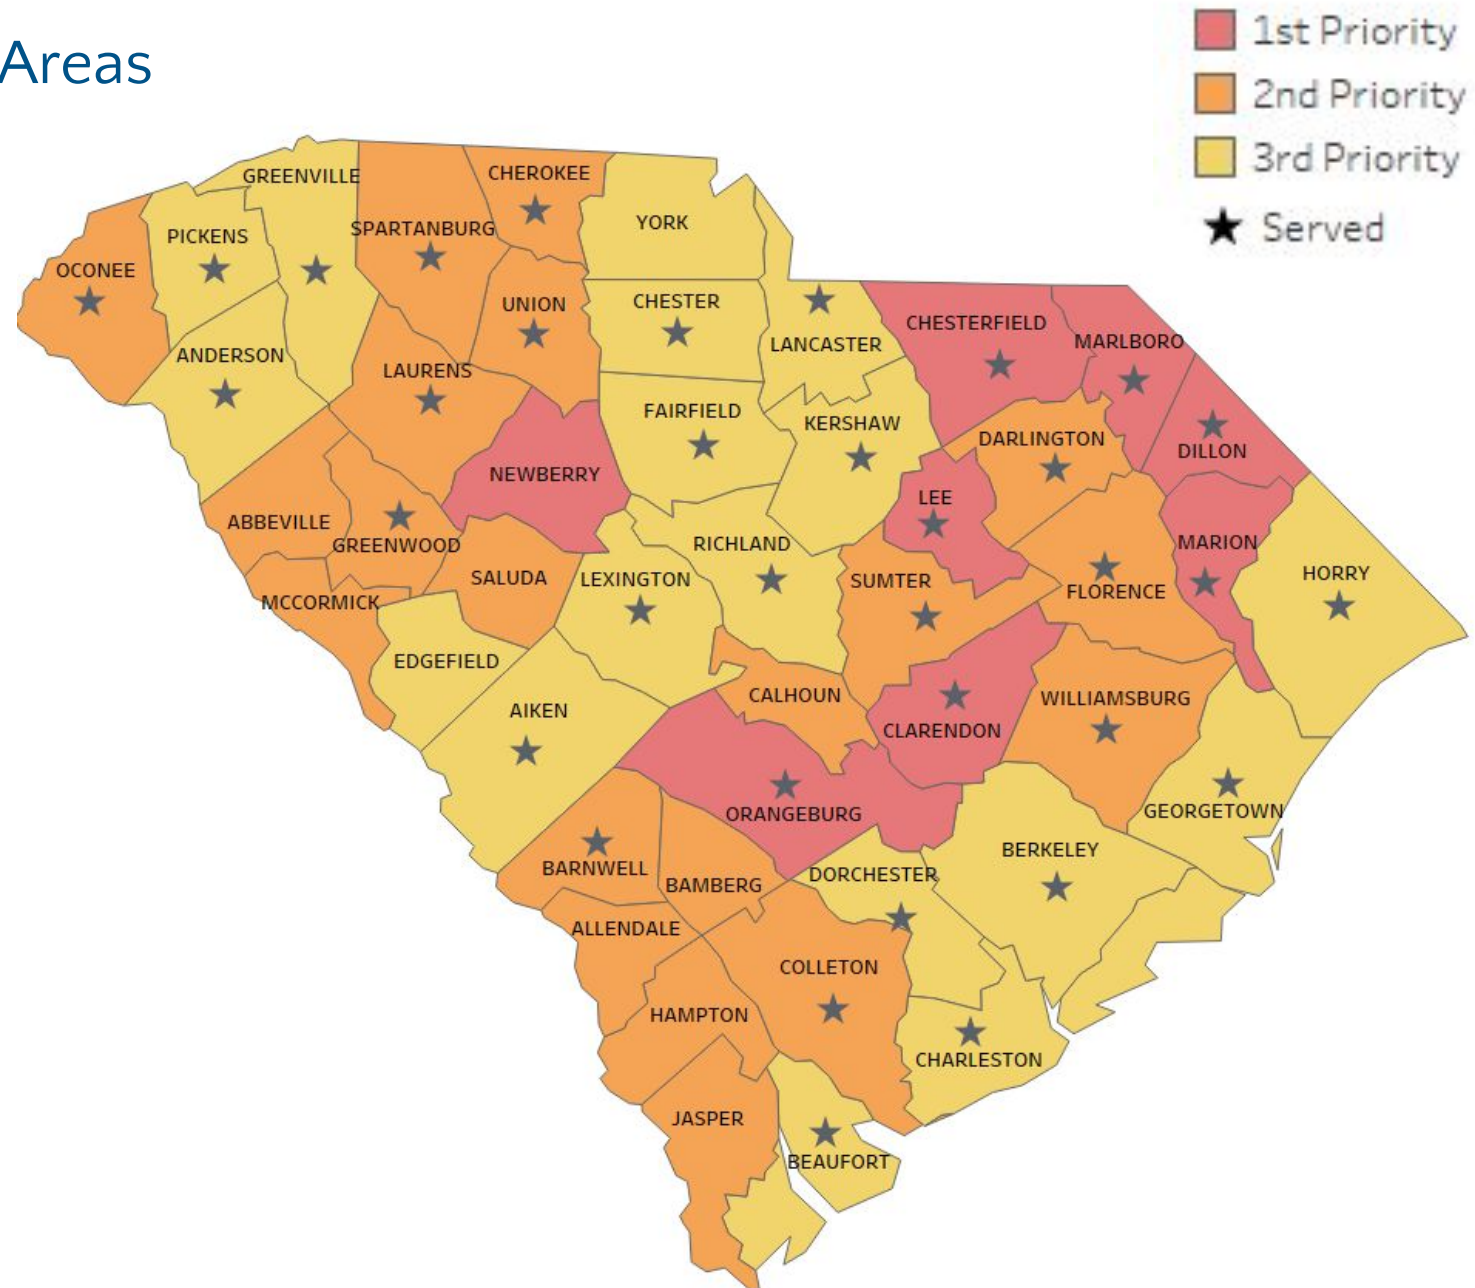 Areas
1st Priority
2nd Priority
3rd Priority
Served
GREENVILLE
CHEROKEE
PICKENS
SPARTANBURG
YORK
OCONEE
UNION
CHESTER
LANCASTER
CHESTERFIELD
MARLBORO
ANDERSON
LAURENS
FAIRFIELD
KERSHAW
DARLINGTON
DILLON
NEWBERRY
LEE
ABBEVILLE
GREENWOOD
RICHLAND
MARION
SALUDA
LEXINGTON
SUMTER
FLORENCE
HORRY
MCCORMICK
EDGEFIELD
CALHOUN
WILLIAMSBURG
AIKEN
CLARENDON
ORANGEBURG
GEORGETOWN
BERKELEY
BARNWELL
BAMBERG
DORCHESTER
ALLENDALE
COLLETON
HAMPTON
CHARLESTON
JASPER
BEAUFORT